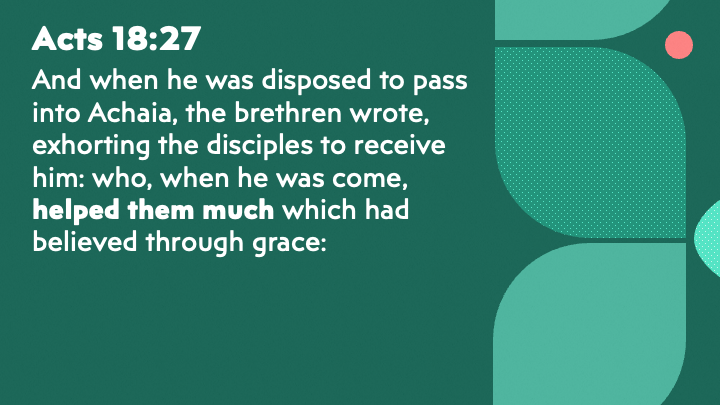 Acts 18:27
And when he was disposed to pass
into Achaia, the brethren wrote,
exhorting the disciples to receive
him: who, when he was come,
helped them much which had
believed through grace: